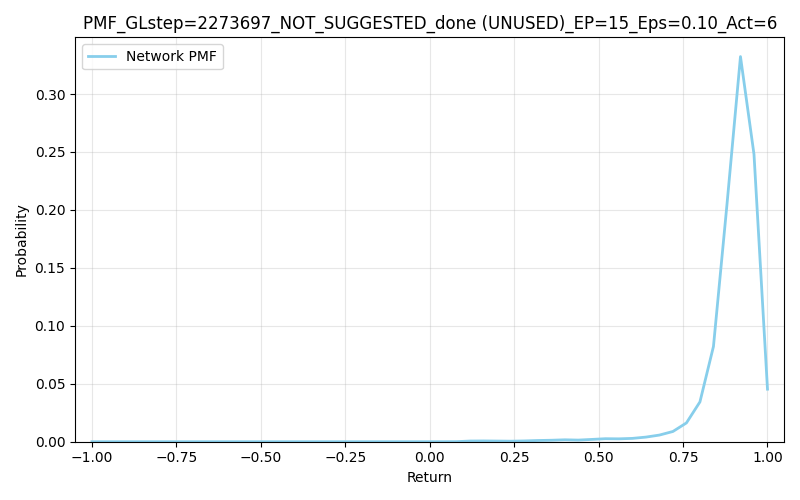 PMF_GLstep=2273697_NOT_SUGGESTED_done (UNUSED)_EP=15_Eps=0.10_Act=6
Network PMF
0.30
0.25
0.20
0.15
0.10
0.05
0.00
Probability
−1.00 −0.75 −0.50 −0.25 0.00 0.25 0.50 0.75 1.00
Return